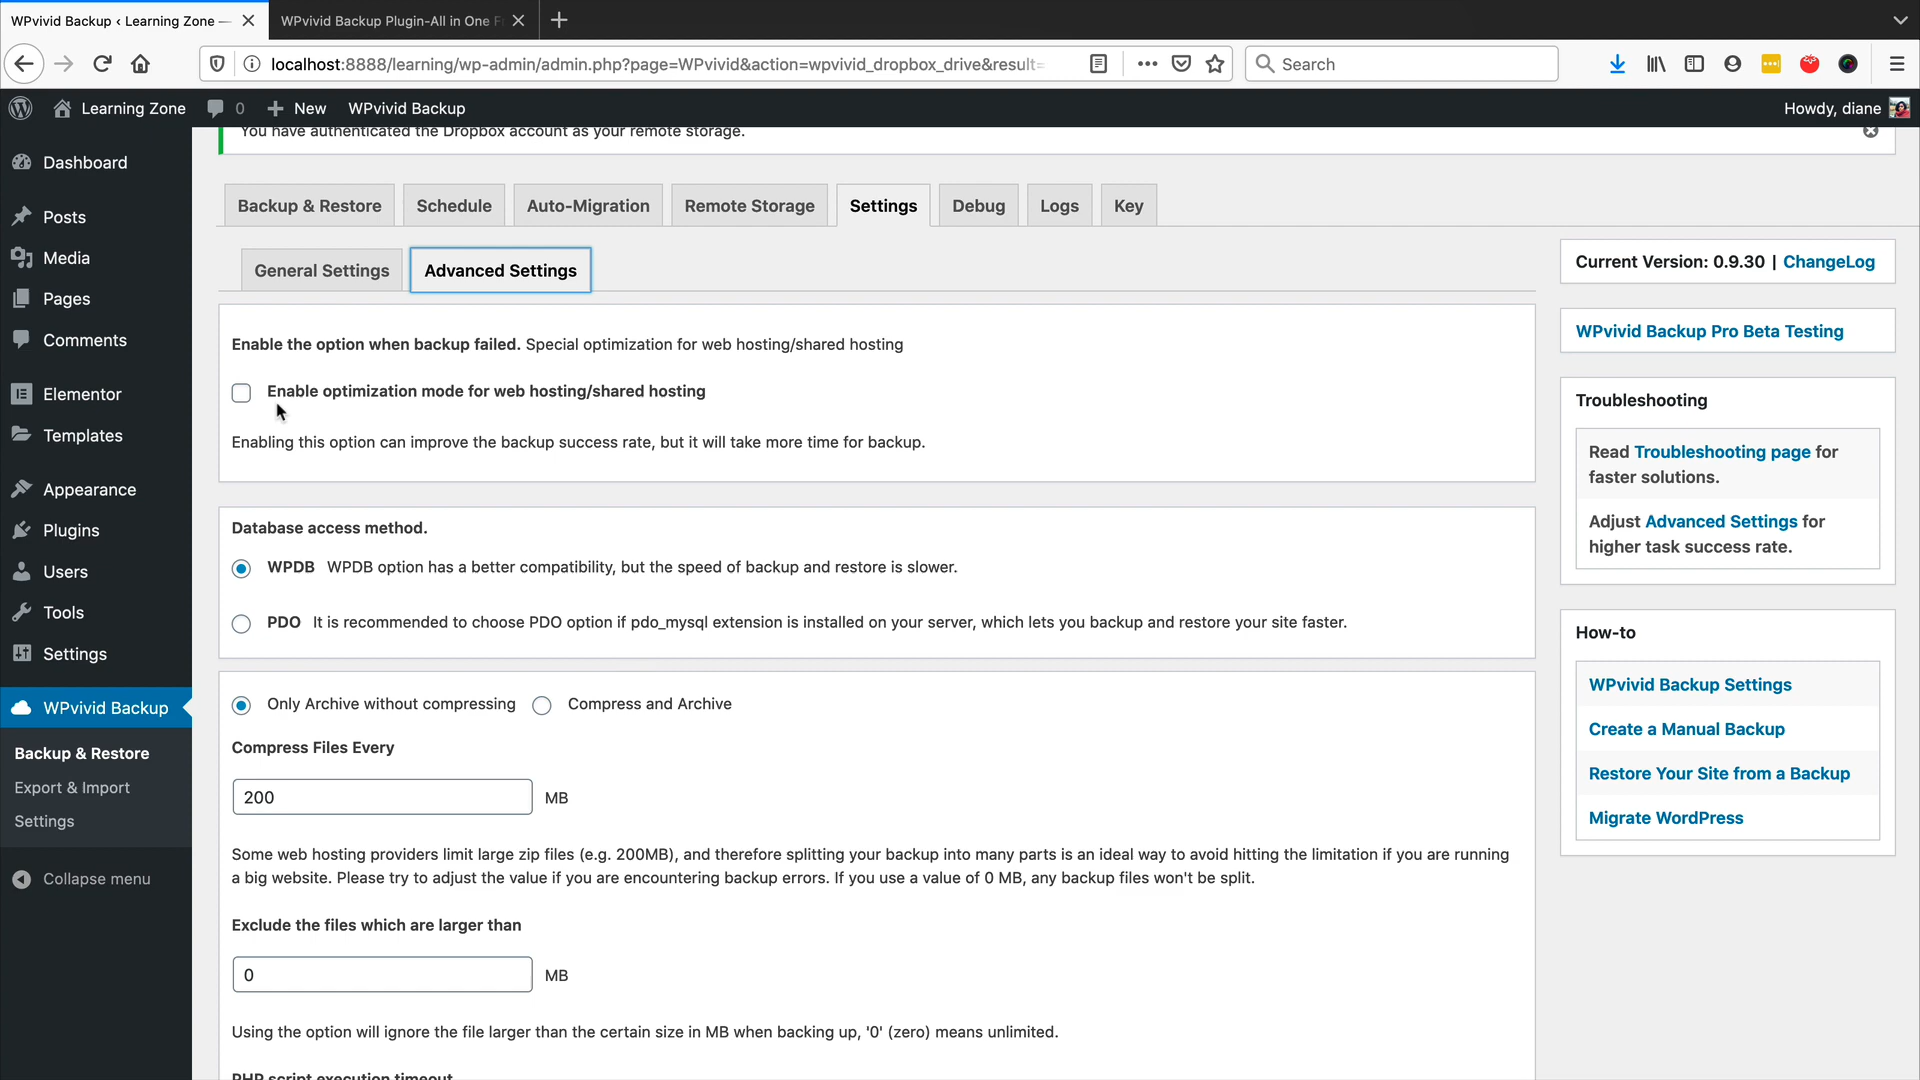 WPvivid Backup ‹ Learning Zone —
WPvivid Backup Plugin-All in One F
localhost:8888/learning/wp-admin/admin.php?page=WPvivid&action=wpvivid_dropbox_drive&result=
Search
Learning Zone
0
New
WPvivid Backup
Howdy, diane
You have authenticated the Dropbox account as your remote storage.
Dashboard
Posts
Media
Pages
Comments
Elementor
Templates
Appearance
Plugins
Users
Tools
Settings
WPvivid Backup
Backup & Restore
Export & Import
Settings
Collapse menu
Backup & Restore
Schedule
Auto-Migration
Remote Storage
Settings
Debug
Logs
Key
General Settings
Advanced Settings
Enable the option when backup failed. Special optimization for web hosting/shared hosting
Enable optimization mode for web hosting/shared hosting
Enabling this option can improve the backup success rate, but it will take more time for backup.
Database access method.
WPDB WPDB option has a better compatibility, but the speed of backup and restore is slower.
PDO It is recommended to choose PDO option if pdo_mysql extension is installed on your server, which lets you backup and restore your site faster.
Only Archive without compressing
Compress and Archive
Compress Files Every
200
MB
Some web hosting providers limit large zip files (e.g. 200MB), and therefore splitting your backup into many parts is an ideal way to avoid hitting the limitation if you are running
a big website. Please try to adjust the value if you are encountering backup errors. If you use a value of 0 MB, any backup files won't be split.
Exclude the files which are larger than
0
MB
Using the option will ignore the file larger than the certain size in MB when backing up, '0' (zero) means unlimited.
PHP script execution timeout
Current Version: 0.9.30 | ChangeLog
WPvivid Backup Pro Beta Testing
Troubleshooting
Read Troubleshooting page for
faster solutions.
Adjust Advanced Settings for
higher task success rate.
How-to
WPvivid Backup Settings
Create a Manual Backup
Restore Your Site from a Backup
Migrate WordPress